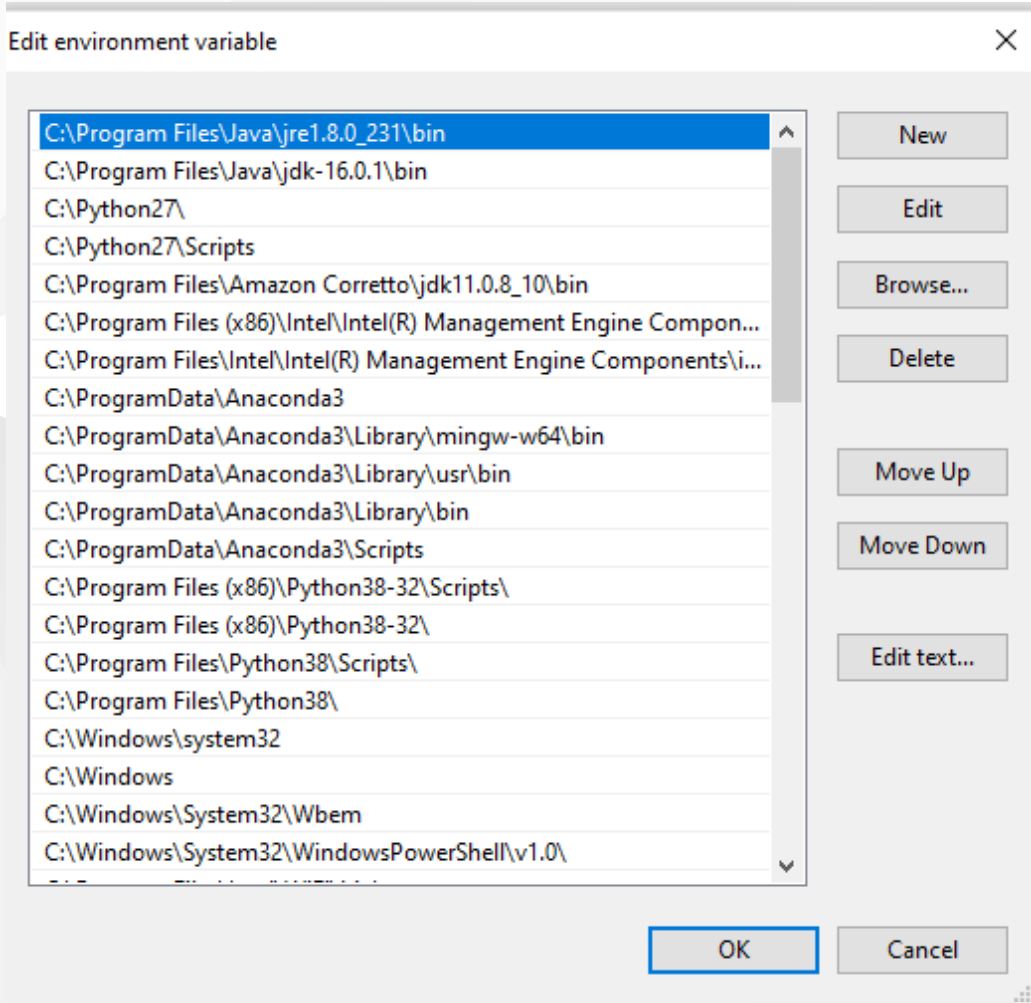 Edit environment variable
C:\Program Files\Java\jre1.8.0_231\bin
New
C:\Program Files\Java\jdk-16.0.1\bin
C:\Python27\
Edit
C:\Python27\Scripts
C:\Program Files\Amazon Corretto\jdk11.0.8_10\bin
Browse...
C:\Program Files (x86)\Intel\Intel(R) Management Engine Compon...
C:\Program Files\Intel\Intel(R) Management Engine Components\i...
Delete
C:\ProgramData\Anaconda3
C:\ProgramData\Anaconda3\Library\mingw-w64\bin
C:\ProgramData\Anaconda3\Library\usr\bin
Move Up
C:\ProgramData\Anaconda3\Library\bin
C:\ProgramData\Anaconda3\Scripts
Move Down
C:\Program Files (x86)\Python38-32\Scripts\
C:\Program Files (x86)\Python38-32\
C:\Program Files\Python38\Scripts\
Edit text...
C:\Program Files\Python38\
C:\Windows\system32
C:\Windows
C:\Windows\System32\Wbem
C:\Windows\System32\WindowsPowerShell\v1.0\
OK
Cancel